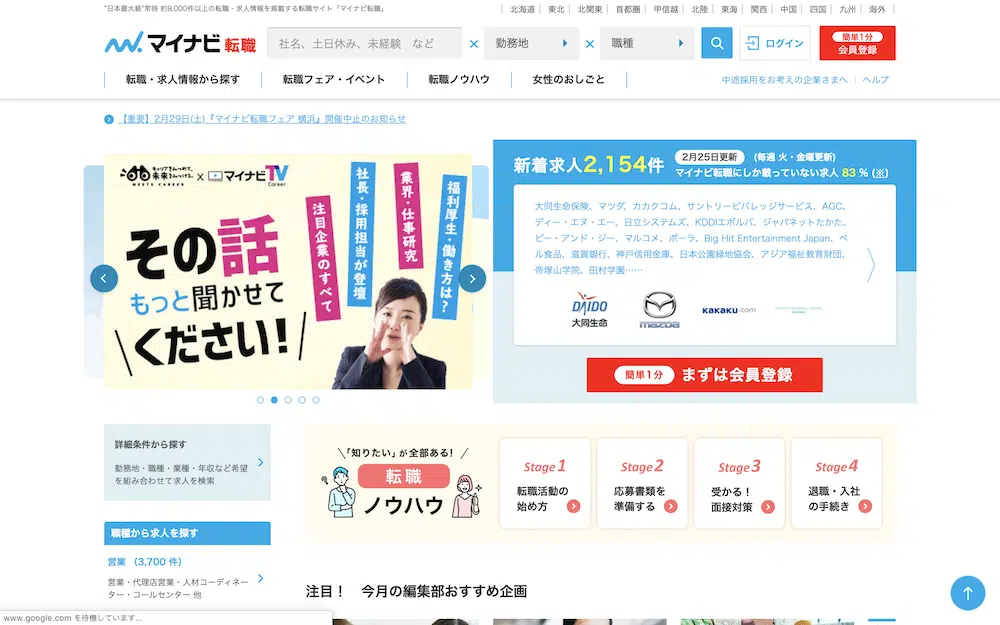 "日本最大級"常時 約8,000件以上の転職・求人情報を掲載する転職サイト「マイナビ転職」
北海道 東北 北関東 首都圏 甲信越 北陸 東海 関西 中国 四国 九州 海外
マイナビ転職
社名、土日休み、未経験 など
× 勤務地
× 職種
ログイン
簡単1分
会員登録
転職・求人情報から探す
転職フェア・イベント
転職ノウハウ
女性のおしごと
中途採用をお考えの企業さまへ
ヘルプ
【重要】2月29日(土)『マイナビ転職フェア 横浜』開催中止のお知らせ
キャリアをみつめて、
未来をみつける。
MEETS CAREER
×
マイナビTV
Career
その話
もっと聞かせて
ください!
注目企業のすべて
社長・採用担当が登壇
業界・仕事研究
福利厚生・働き方は?
新着求人2,154件
2月25日更新
(毎週 火・金曜更新)
マイナビ転職にしか載っていない求人 83 % (※)
大同生命保険、マツダ、カカクコム、サントリービバレッジサービス、AGC、
ディー・エヌ・エー、日立システムズ、KDDIエボルバ、ジャパネットたかた、
ピー・アンド・ジー、マルコメ、ポーラ、Big Hit Entertainment Japan、ベ
ル食品、滋賀銀行、神戸信用金庫、日本公園緑地協会、アジア福祉教育財団、
帝塚山学院、田村学園……
DAIDO
大同生命
mazda
KAKAKU.com
簡単1分
まずは会員登録
詳細条件から探す
勤務地・職種・業種・年収など希望
を組み合わせて求人を検索
職種から求人を探す
営業 （3,700 件）
営業・代理店営業・人材コーディネー
ター・コールセンター 他
「知りたい」が全部ある!
転職
ノウハウ
Stage1
転職活動の
始め方
Stage2
応募書類を
準備する
Stage3
受かる!
面接対策
Stage4
退職・入社
の手続き
注目！ 今月の編集部おすすめ企画
www.google.com を待機しています...